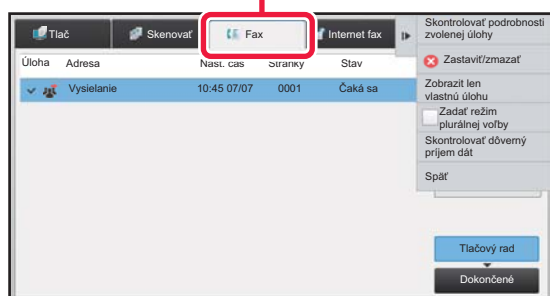 Tlač
Skenovať
Fax
Internet fax
Úloha
Adresa
Nast. čas
Stránky
Stav
Vysielanie
10:45 07/07
0001
Čaká sa
Skontrolovať podrobnosti
zvolenej úlohy
Zastaviť/zmazať
Zobrazit len
vlastnú úlohu
Zadať režim
plurálnej voľby
Skontrolovať dôverný
príjem dát
Späť
Tlačový rad
Dokončené